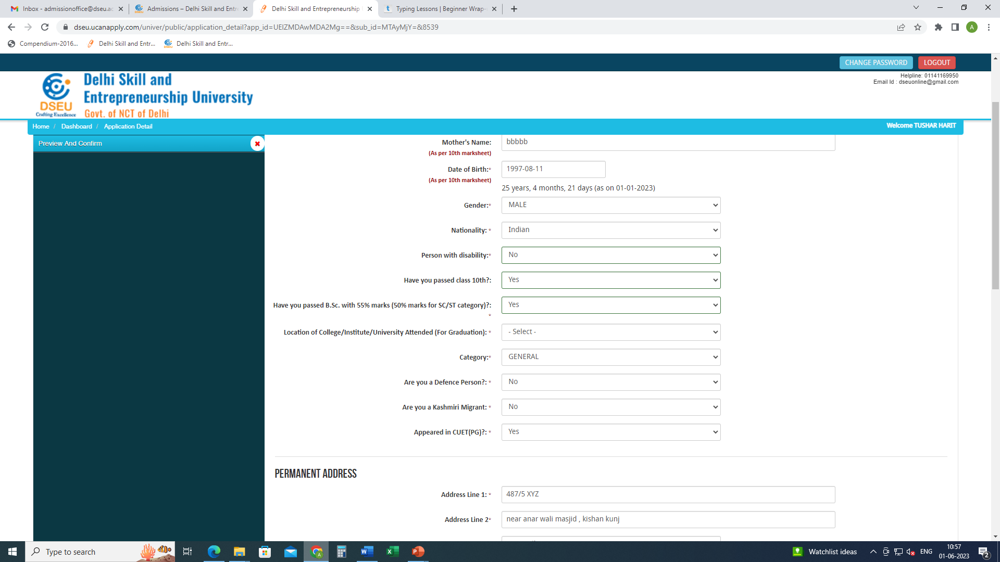 Inbox - admissionoffice@dseu.ac
Admissions – Delhi Skill and Entr
Delhi Skill and Entrepreneurship
Typing Lessons | Beginner Wrap-
dseu.ucanapply.com/univer/public/application_detail?app_id=UEIZMDAwMDA2Mg==&sub_id=MTAyMjY=&8539
A
Compendium-2016...
Delhi Skill and Entr...
Delhi Skill and Entr...
CHANGE PASSWORD
LOGOUT
Helpline: 01141169950
Email Id : dseuonline@gmail.com
DSEU
Crafting Excellence
Delhi Skill and
Entrepreneurship University
Govt. of NCT of Delhi
Home / Dashboard / Application Detail
Welcome TUSHAR HARIT
Preview And Confirm
Mother's Name: bbbbb
(As per 10th marksheet)
Date of Birth:* 1997-08-11
(As per 10th marksheet)
25 years, 4 months, 21 days (as on 01-01-2023)
Gender:* MALE
Nationality: * Indian
Person with disability:* No
Have you passed class 10th?: Yes
Have you passed B.Sc. with 55% marks (50% marks for SC/ST category)?: Yes
*
Location of College/Institute/University Attended (For Graduation): * - Select -
Category:* GENERAL
Are you a Defence Person?: * No
Are you a Kashmiri Migrant: * No
Appeared in CUET(PG)?: * Yes
PERMANENT ADDRESS
Address Line 1: * 487/5 XYZ
Address Line 2* near anar wali masjid , kishan kunj
Type to search
Watchlist ideas
ENG
10:57
01-06-2023
2